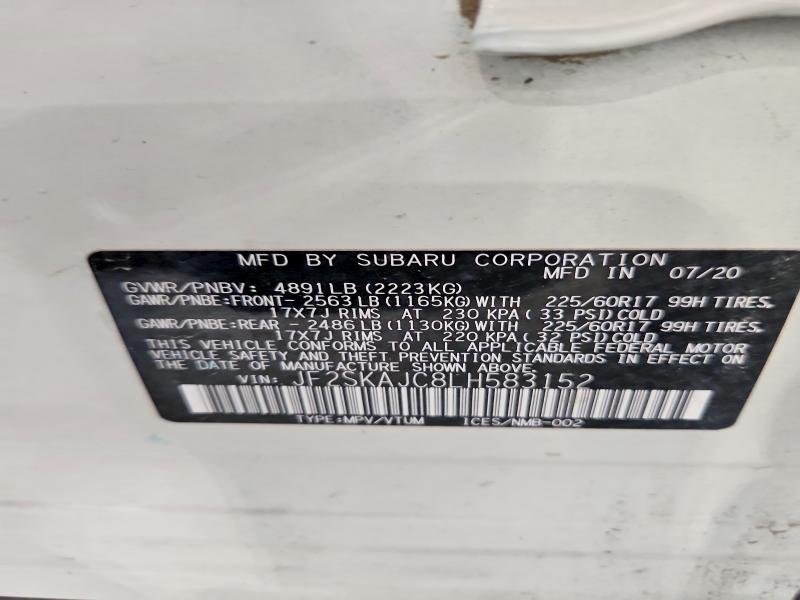 MFD BY SUBARU CORPORATION
MFD IN 07/20
GVWR/PNBV: 4891LB (2223KG)
GAWR/PNBE:FRONT- 2563LB (1165KG) WITH 225/60R17 99H TIRES,
17X7J RIMS AT 230 KPA ( 33 PSI) COLD
GAWR/PNBE:REAR - 2486LB (1130KG) WITH 225/60R17 99H TIRES,
17X7J RIMS AT 220 KPA ( 32 PSI) COLD
THIS VEHICLE CONFORMS TO ALL APPLICABLE FEDERAL MOTOR
VEHICLE SAFETY AND THEFT PREVENTION STANDARDS IN EFFECT ON
THE DATE OF MANUFACTURE SHOWN ABOVE.
VIN: JF2SKAJC8LH583152
TYPE:MPV/VTUM ICES/NMB-002